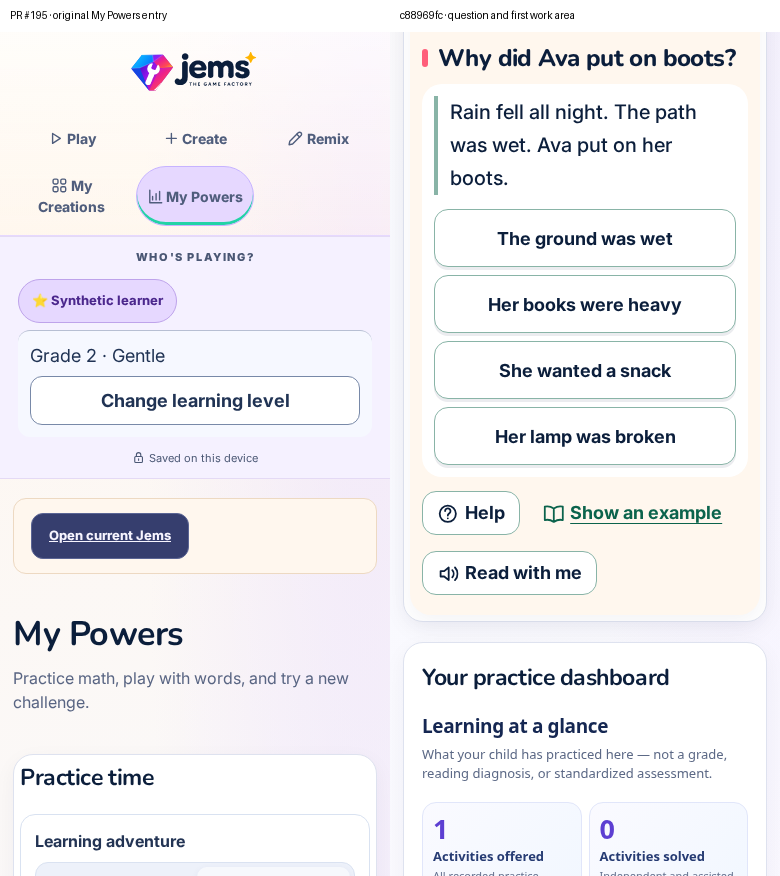 PR #195 · original My Powers entry
jems
THE GAME FACTORY
Play
Create
Remix
My
Creations
My Powers
WHO'S PLAYING?
⭐ Synthetic learner
Grade 2 · Gentle
Change learning level
Saved on this device
Open current Jems
My Powers
Practice math, play with words, and try a new
challenge.
Practice time
Learning adventure
c88969fc · question and first work area
Why did Ava put on boots?
Rain fell all night. The path
was wet. Ava put on her
boots.
The ground was wet
Her books were heavy
She wanted a snack
Her lamp was broken
Help
Show an example
Read with me
Your practice dashboard
Learning at a glance
What your child has practiced here — not a grade,
reading diagnosis, or standardized assessment.
1
Activities offered
All recorded practice
0
Activities solved
Independent and assisted